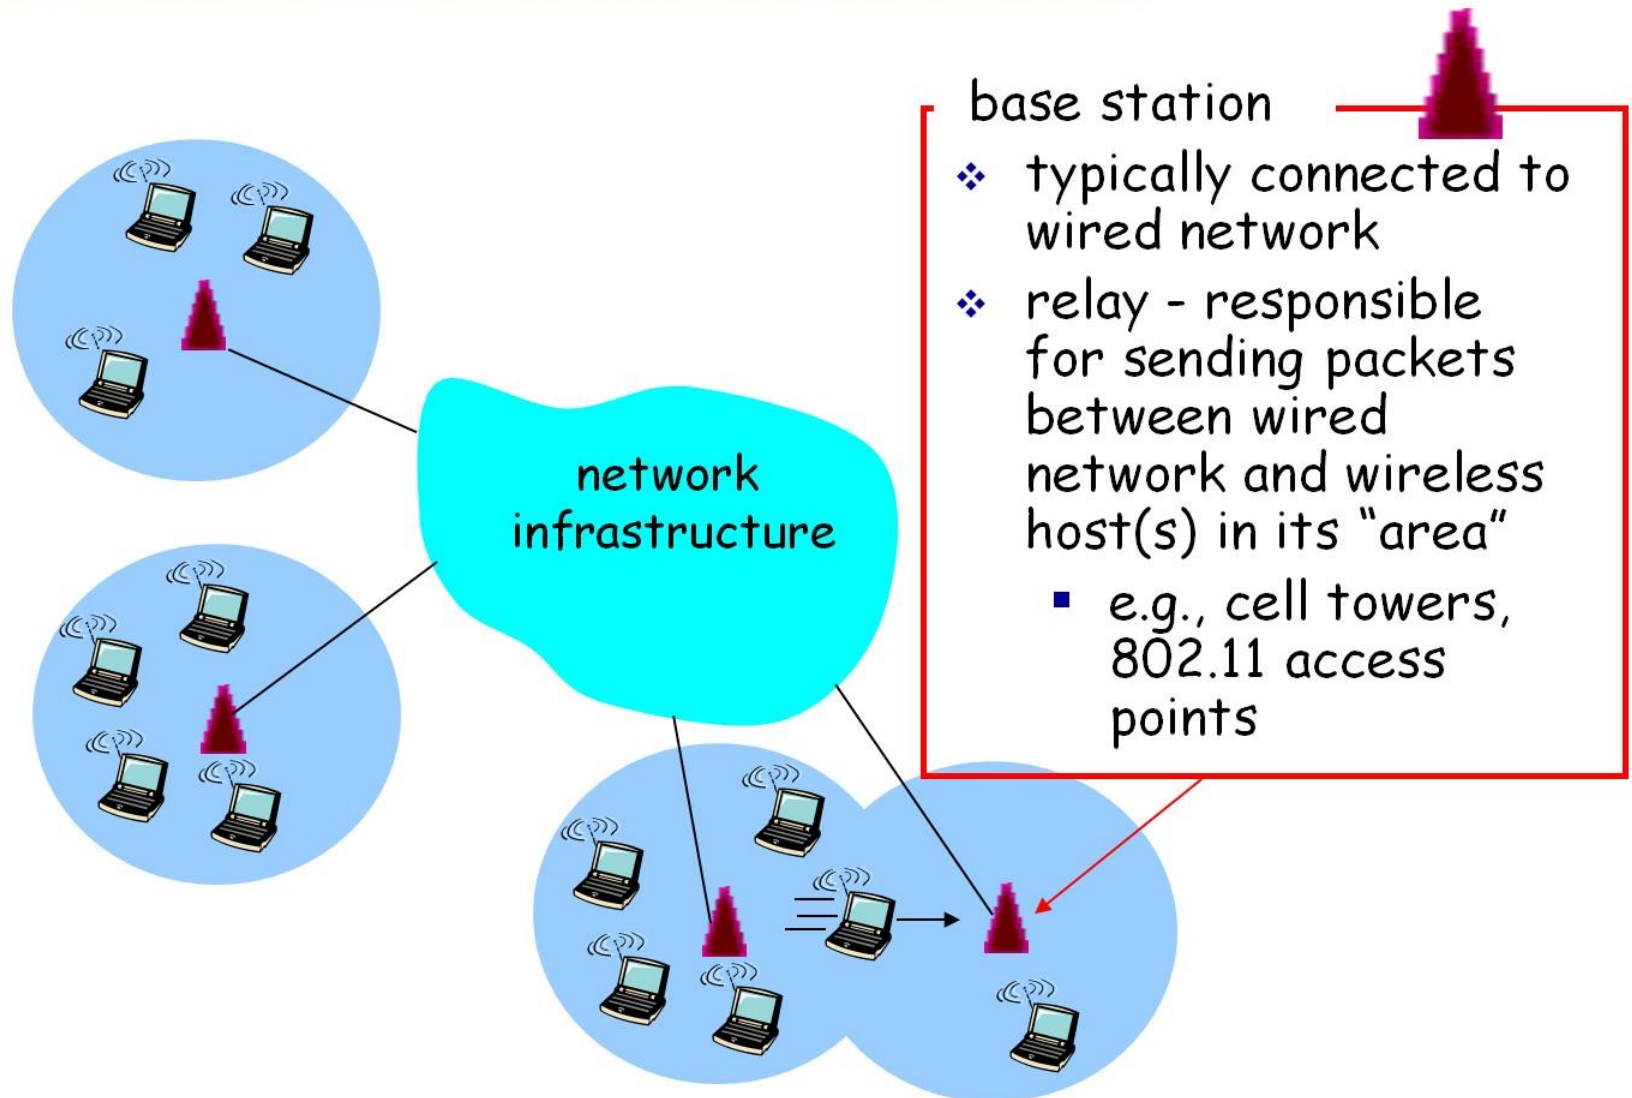 base station
❖ typically connected to
wired network
❖ relay - responsible
for sending packets
between wired
network and wireless
host(s) in its “area”
▪ e.g., cell towers,
802.11 access
points
network
infrastructure